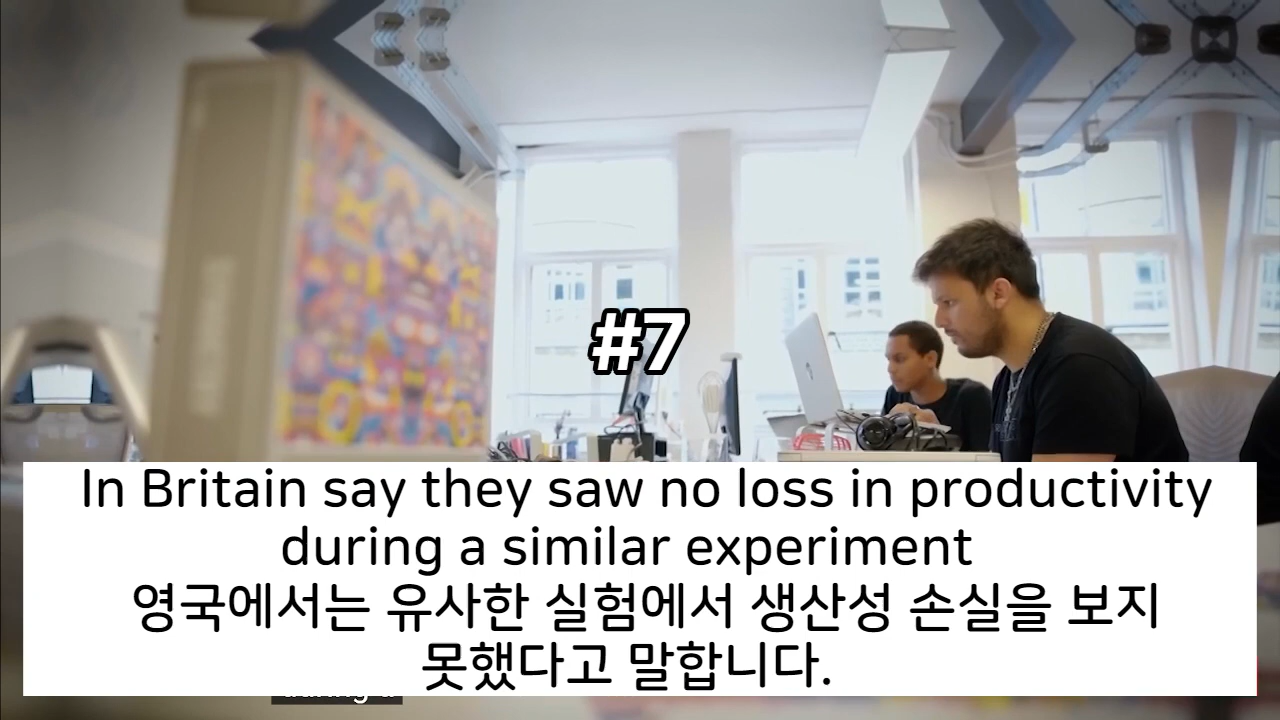 #7
In Britain say they saw no loss in productivity
during a similar experiment
영국에서는 유사한 실험에서 생산성 손실을 보지
못했다고 말합니다.